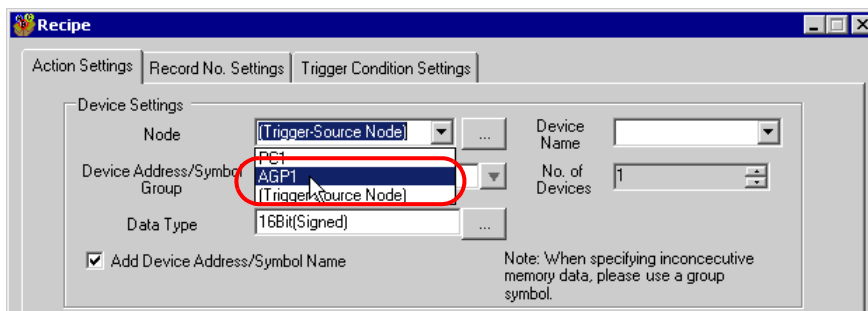 Recipe
Action Settings
Record No. Settings
Trigger Condition Settings
Device Settings
Node
(Trigger-Source Node)
...
Device
Name
PC1
AGP1
(Trigger-Source Node)
Device Address/Symbol
Group
No. of
Devices
1
Data Type
16Bit(Signed)
...
Add Device Address/Symbol Name
Note: When specifying inconcecutive
memory data, please use a group
symbol.